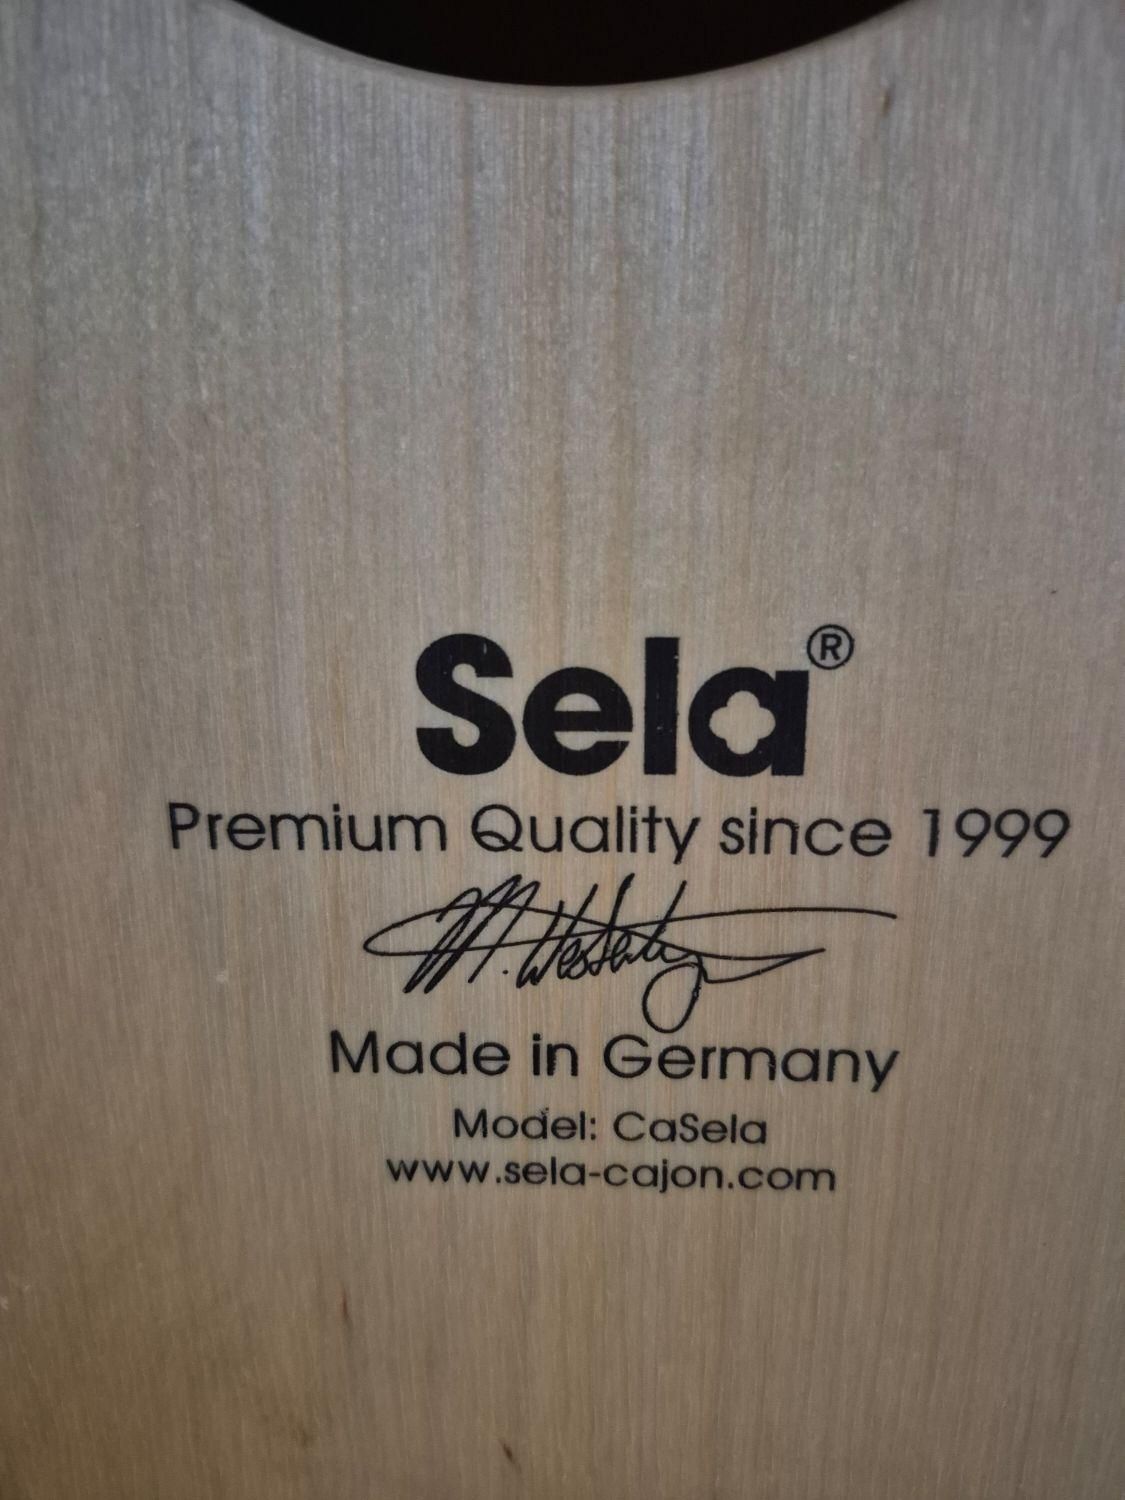 Sela®
Premium Quality since 1999
Made in Germany
Model: CaSela
www.sela-cajon.com